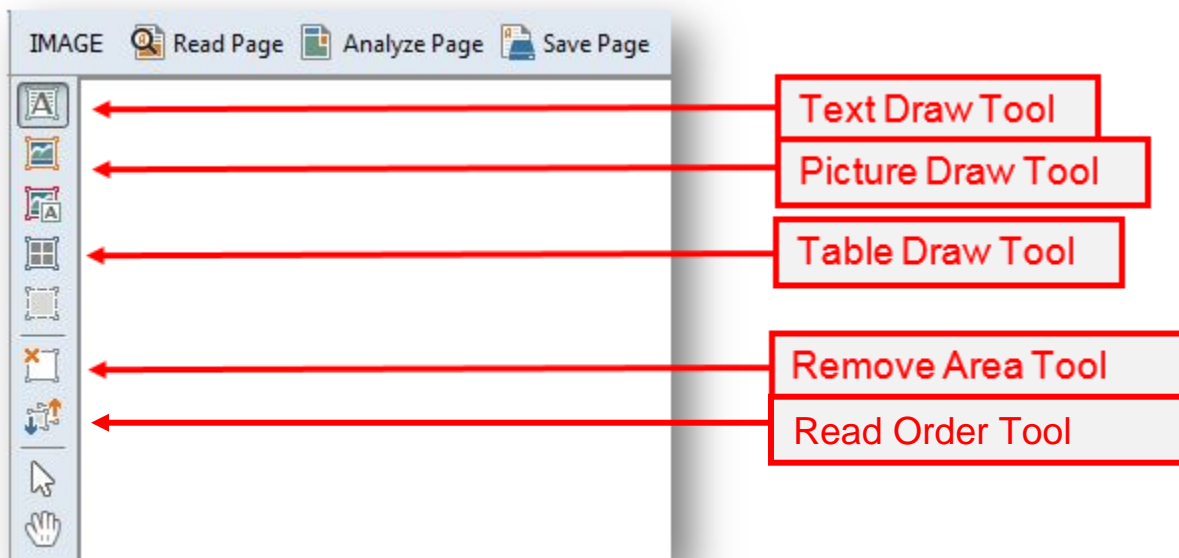 IMAGE Read Page Analyze Page Save Page
Text Draw Tool
Picture Draw Tool
Table Draw Tool
Remove Area Tool
Read Order Tool